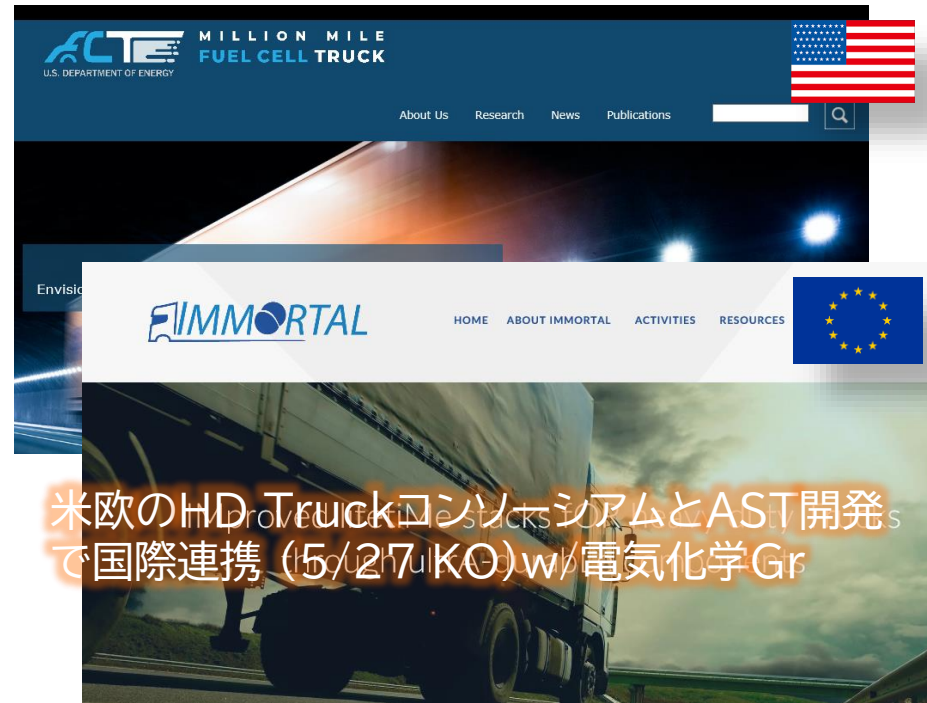 MILLION MILE
FUEL CELL TRUCK
U.S. DEPARTMENT OF ENERGY
About Us Research News Publications
IMMORTAL
HOME ABOUT IMMORTAL ACTIVITIES RESOURCES
米欧のHD TruckコンソーシアムとAST開発
で国際連携（5/27 KO）w/電気化学Gr